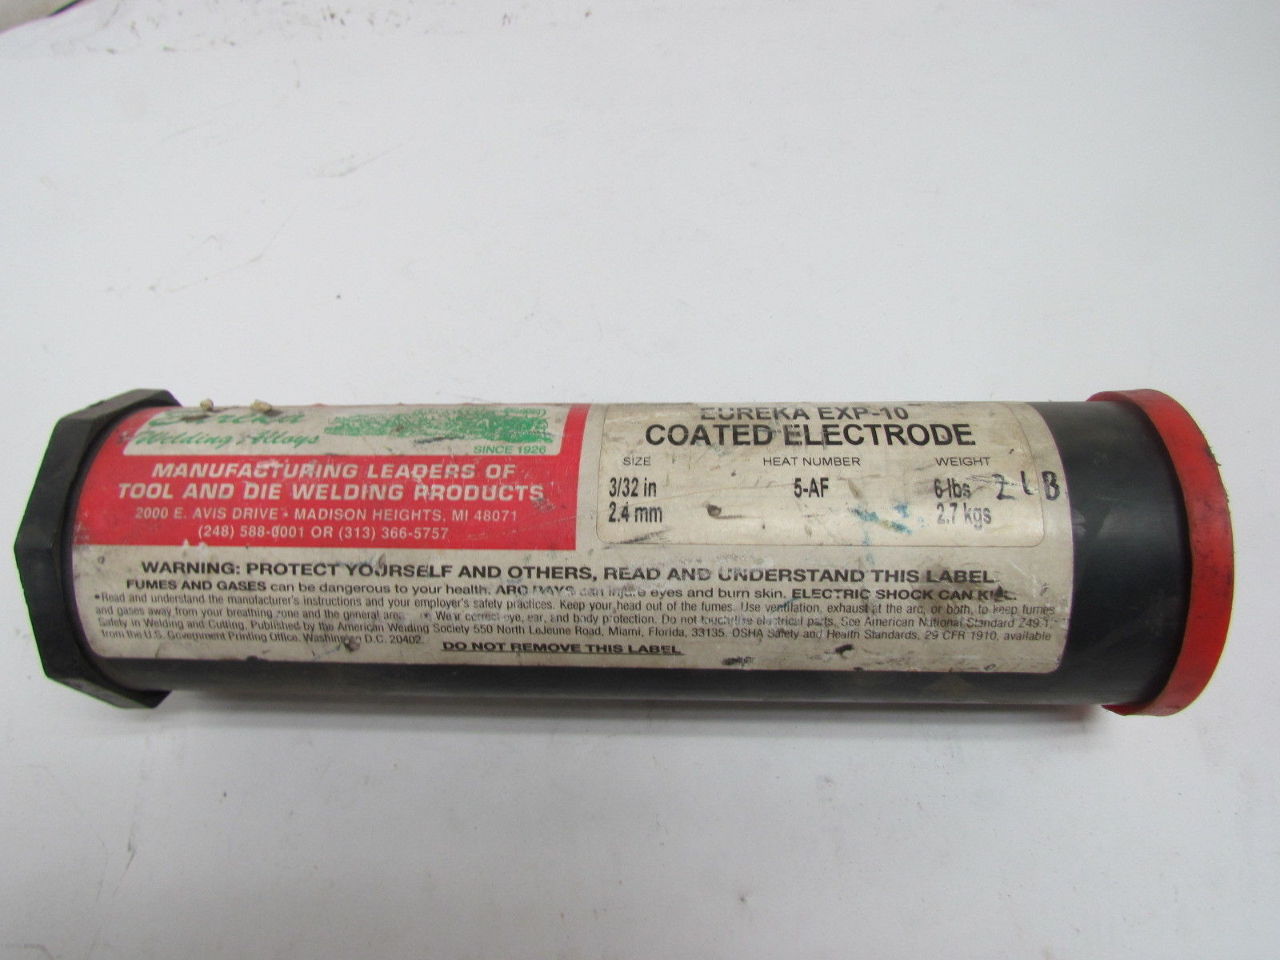 Eureka
Welding Alloys
SINCE 1926
MANUFACTURING LEADERS OF
TOOL AND DIE WELDING PRODUCTS
2000 E. AVIS DRIVE - MADISON HEIGHTS, MI 48071
(248) 588-0001 OR (313) 366-5757
EUREKA EXP-10
COATED ELECTRODE
SIZE HEAT NUMBER WEIGHT
3/32 in 5-AF 6 lbs 2 LB
2.4 mm 2.7 kgs
WARNING: PROTECT YOURSELF AND OTHERS, READ AND UNDERSTAND THIS LABEL.
FUMES AND GASES can be dangerous to your health. ARC RAYS can injure eyes and burn skin. ELECTRIC SHOCK CAN KILL.
•Read and understand the manufacturer's instructions and your employer's safety practices. Keep your head out of the fumes. Use ventilation, exhaust at the arc, or both, to keep fumes
and gases away from your breathing zone and the general area. Wear correct eye, ear, and body protection. Do not touch live electrical parts. See American National Standard Z49.1,
Safety in Welding and Cutting, Published by the American Welding Society 550 North LeJeune Road, Miami, Florida, 33135. OSHA Safety and Health Standards, 29 CFR 1910, available
from the U.S. Government Printing Office, Washington D.C. 20402.
DO NOT REMOVE THIS LABEL